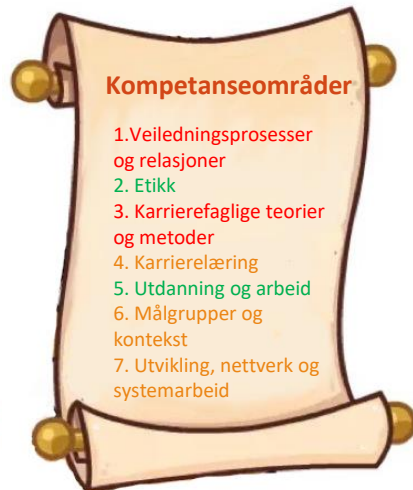 Kompetanseområder
1.Veiledningsprosesser
og relasjoner
2. Etikk
3. Karrierefaglige teorier
og metoder
4. Karrierelæring
5. Utdanning og arbeid
6. Målgrupper og
kontekst
7. Utvikling, nettverk og
systemarbeid